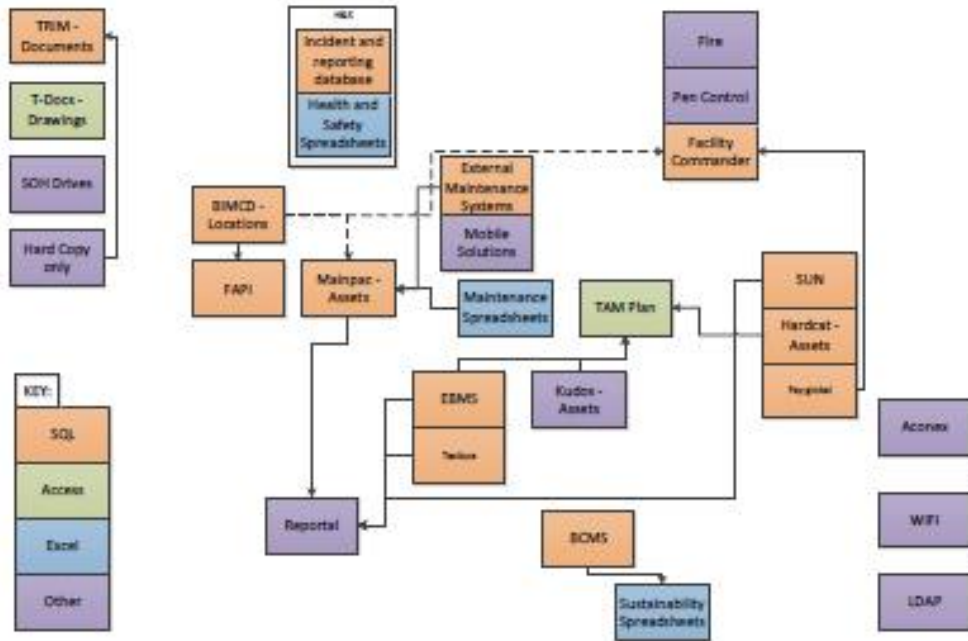 TRIM -
Documents
T-Docs -
Drawings
SOH Drives
Hard Copy
only
H&S
Incident and
reporting
database
Health and
Safety
Spreadsheets
Fire
Pen Control
Facility
Commander
External
Maintenance
Systems
Mobile
Solutions
BIMCD -
Locations
FAPI
Mainpac -
Assets
Maintenance
Spreadsheets
TAM Plan
SUN
Hardcat -
Assets
EBMS
Kudos -
Assets
Reportal
BCMS
Sustainability
Spreadsheets
Aconex
WIFI
LDAP
KEY:
SQL
Access
Excel
Other